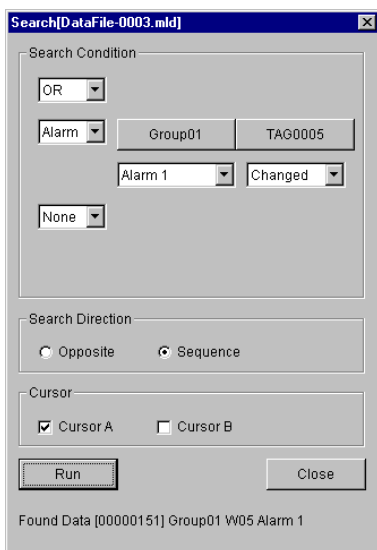 Search[DataFile-0003.mld]
Search Condition
OR
Alarm Group01 TAG0005
Alarm 1 Changed
None
Search Direction
Opposite Sequence
Cursor
Cursor A Cursor B
Run Close
Found Data [00000151] Group01 W05 Alarm 1